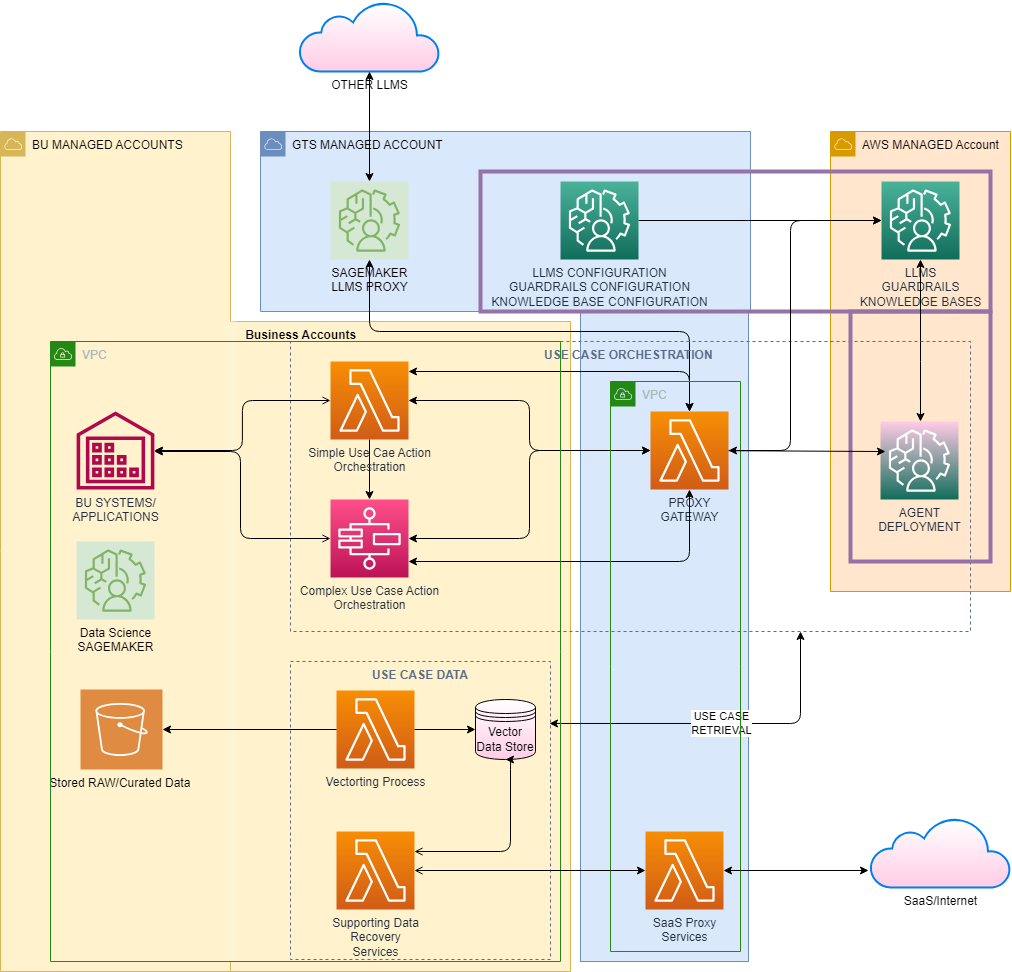 OTHER LLMS
BU MANAGED ACCOUNTS
GTS MANAGED ACCOUNT
AWS MANAGED Account
SAGEMAKER
LLMS PROXY
LLMS CONFIGURATION
GUARDRAILS CONFIGURATION
KNOWLEDGE BASE CONFIGURATION
LLMS
GUARDRAILS
KNOWLEDGE BASES
Business Accounts
VPC
USE CASE ORCHESTRATION
VPC
Simple Use Cae Action
Orchestration
BU SYSTEMS/
APPLICATIONS
PROXY
GATEWAY
AGENT
DEPLOYMENT
Complex Use Case Action
Orchestration
Data Science
SAGEMAKER
USE CASE DATA
USE CASE
RETRIEVAL
Vector
Data Store
Stored RAW/Curated Data
Vectorting Process
SaaS/Internet
Supporting Data
Recovery
Services
SaaS Proxy
Services